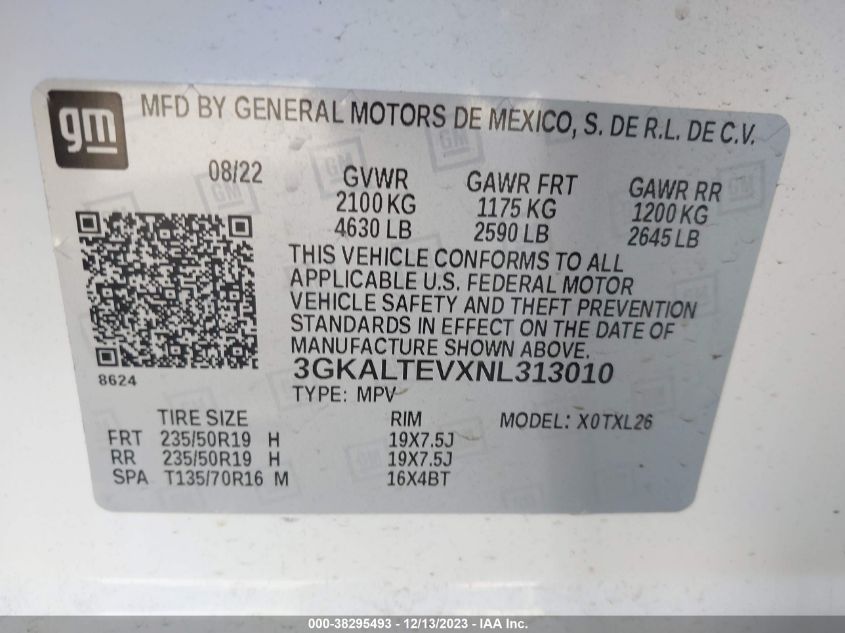 gm
MFD BY GENERAL MOTORS DE MEXICO, S. DE R.L. DE C.V.
08/22 GVWR GAWR FRT GAWR RR
2100 KG 1175 KG 1200 KG
4630 LB 2590 LB 2645 LB
THIS VEHICLE CONFORMS TO ALL
APPLICABLE U.S. FEDERAL MOTOR
VEHICLE SAFETY AND THEFT PREVENTION
STANDARDS IN EFFECT ON THE DATE OF
MANUFACTURE SHOWN ABOVE.
8624 3GKALTEVXNL313010
TYPE: MPV
TIRE SIZE RIM MODEL: X0TXL26
FRT 235/50R19 H 19X7.5J
RR 235/50R19 H 19X7.5J
SPA T135/70R16 M 16X4BT
000-38295493 - 12/13/2023 - IAA Inc.